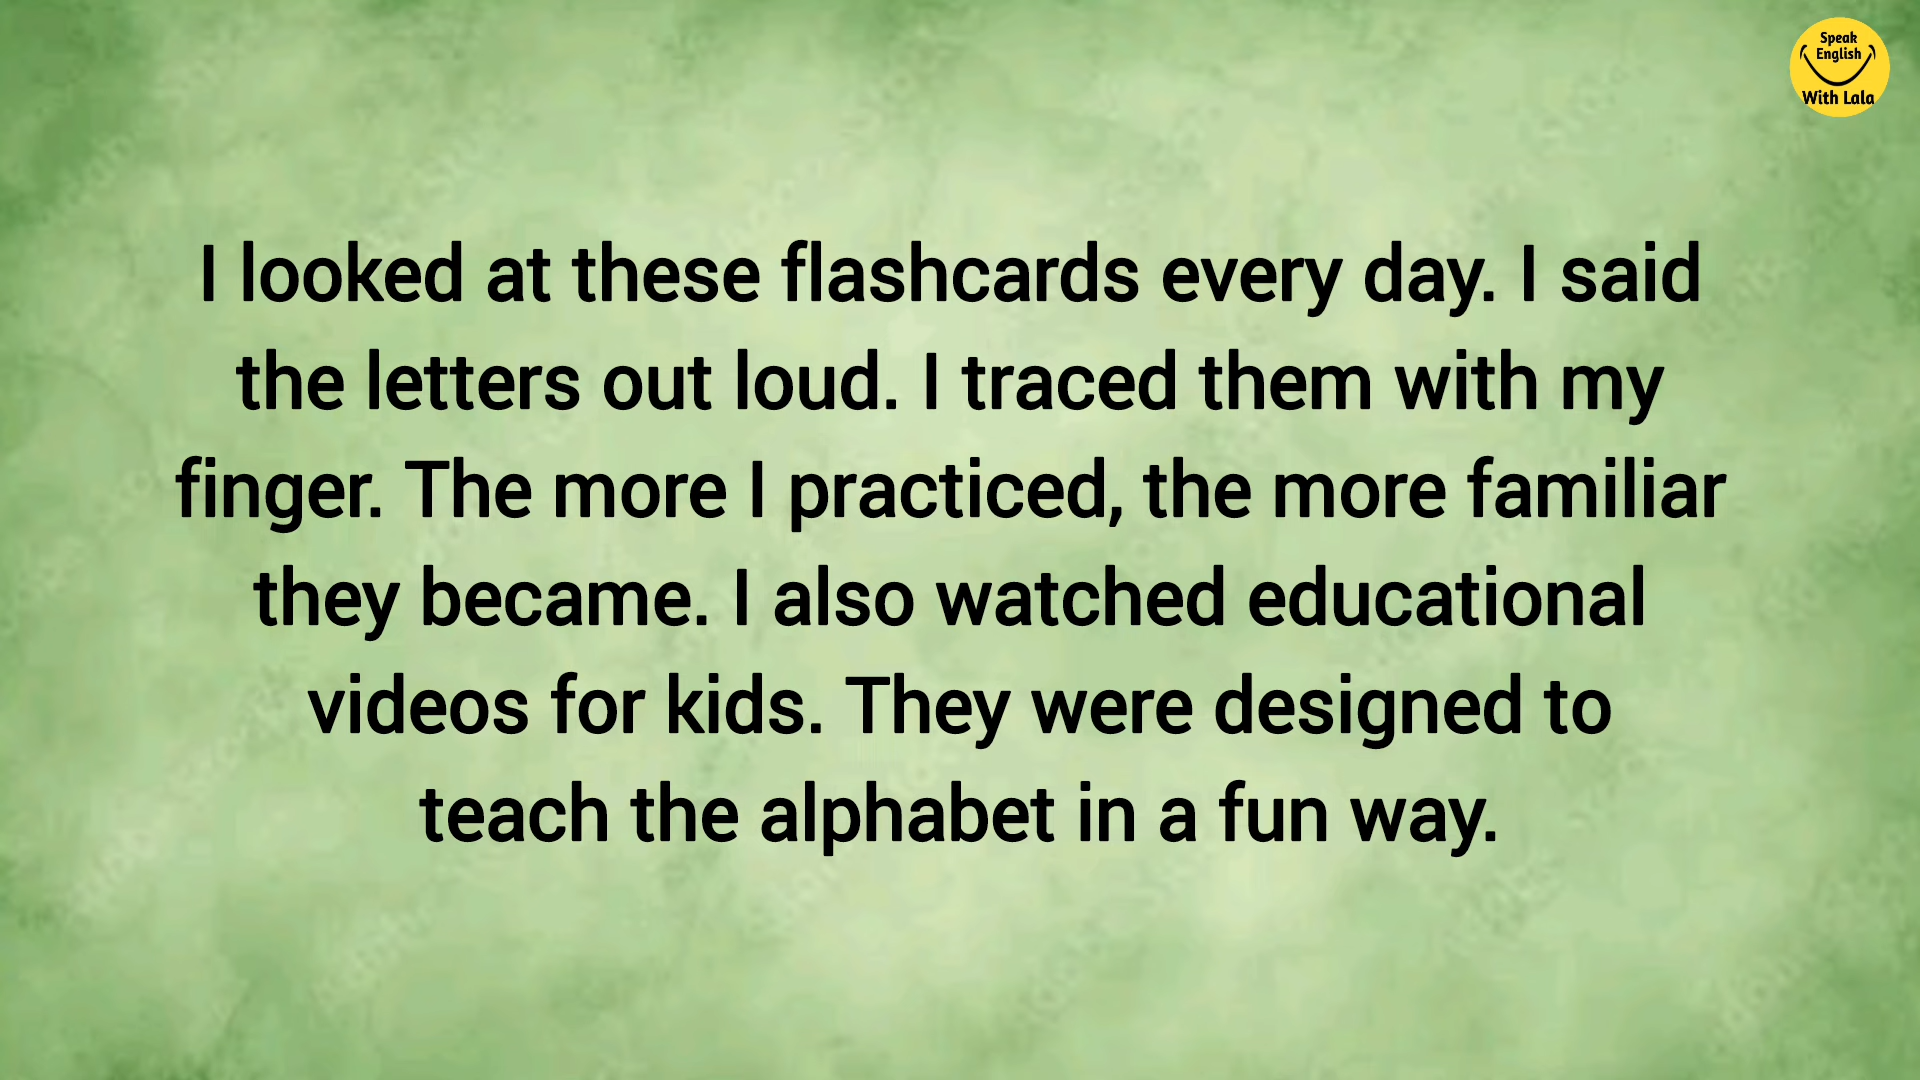 Speak
English
With Lala
I looked at these flashcards every day. I said
the letters out loud. I traced them with my
finger. The more I practiced, the more familiar
they became. I also watched educational
videos for kids. They were designed to
teach the alphabet in a fun way.